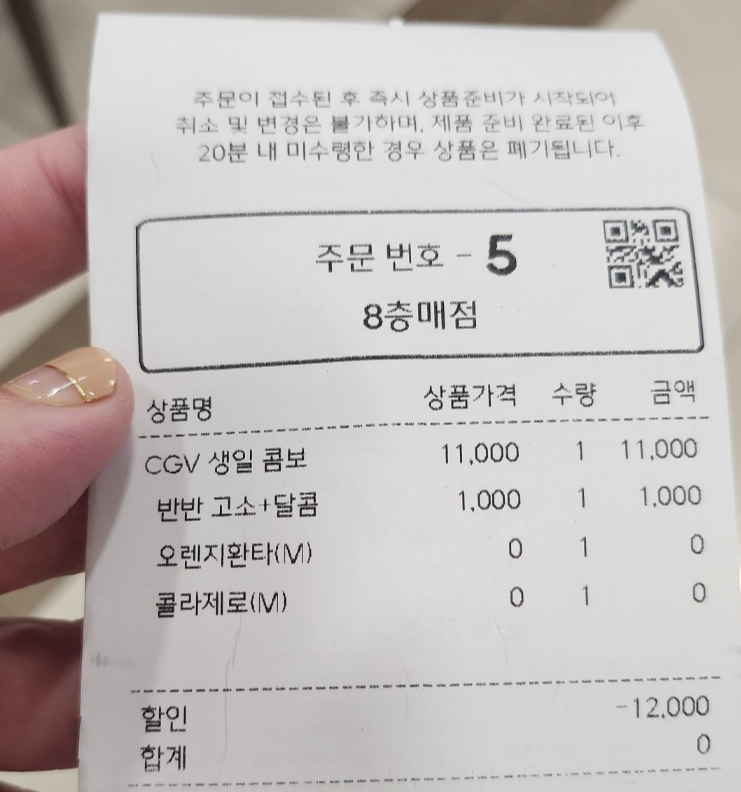 주문이 접수된 후 즉시 상품준비가 시작되어
취소 및 변경은 불가하며, 제품 준비 완료된 이후
20분 내 미수령한 경우 상품은 폐기됩니다.
주문 번호 - 5
8층매점
상품명 상품가격 수량 금액
CGV 생일 콤보 11,000 1 11,000
반반 고소+달콤 1,000 1 1,000
오렌지환타(M) 0 1 0
콜라제로(M) 0 1 0
할인 -12,000
합계 0